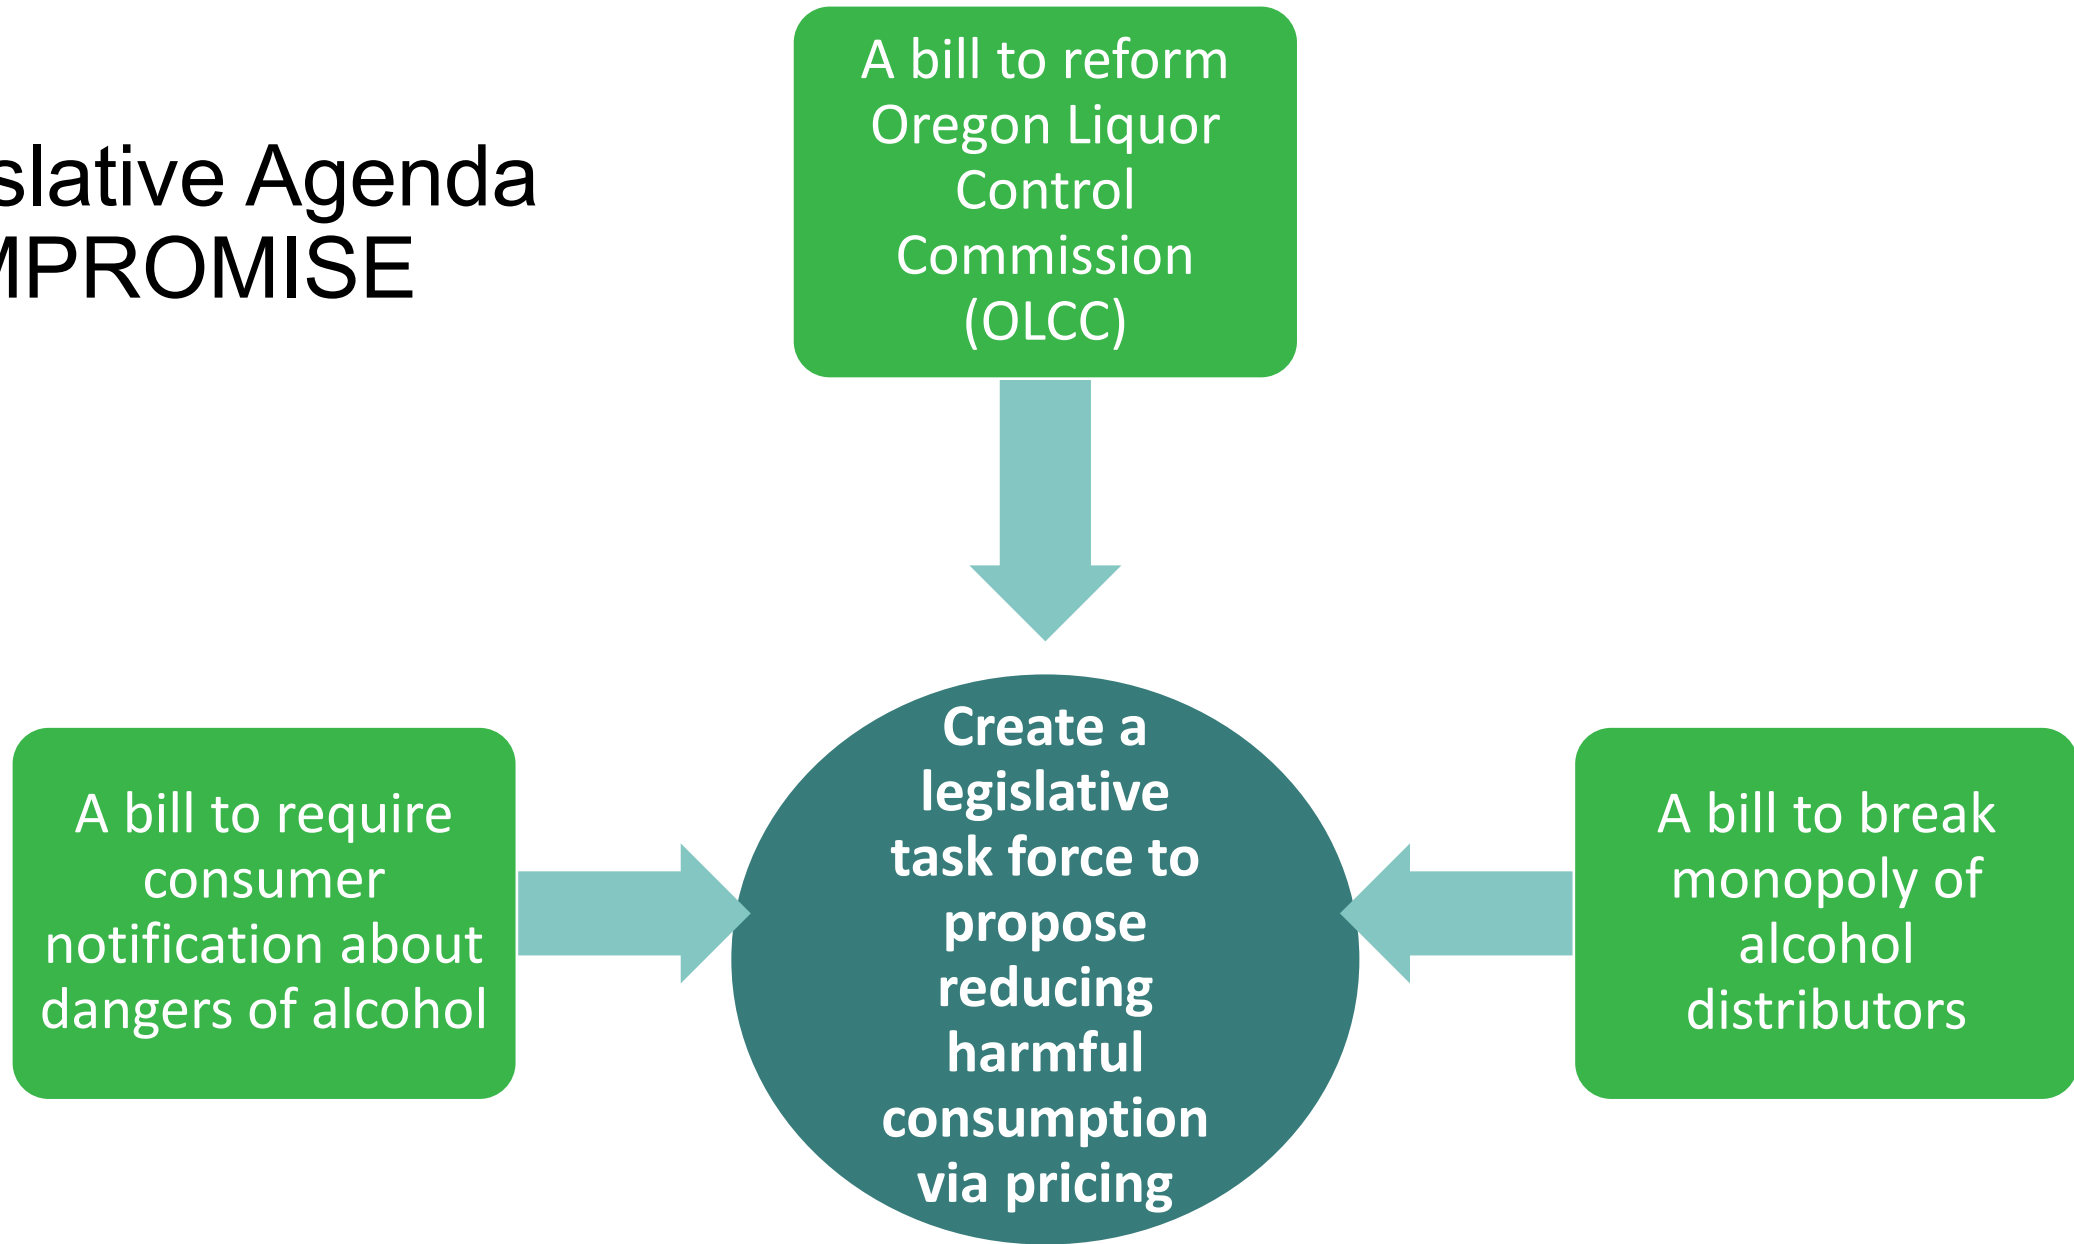 slative Agenda
MPROMISE
A bill to reform
Oregon Liquor
Control
Commission
(OLCC)
A bill to require
consumer
notification about
dangers of alcohol
Create a
legislative
task force to
propose
reducing
harmful
consumption
via pricing
A bill to break
monopoly of
alcohol
distributors